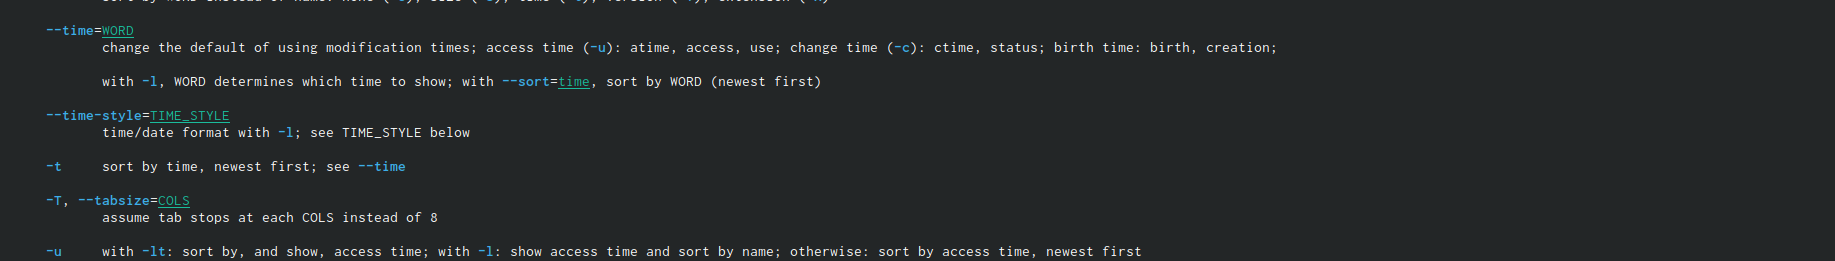 --time=WORD
change the default of using modification times; access time (-u): atime, access, use; change time (-c): ctime, status; birth time: birth, creation;
with -l, WORD determines which time to show; with --sort=time, sort by WORD (newest first)
--time-style=TIME_STYLE
time/date format with -l; see TIME_STYLE below
-t sort by time, newest first; see --time
-T, --tabsize=COLS
assume tab stops at each COLS instead of 8
-u with -lt: sort by, and show, access time; with -l: show access time and sort by name; otherwise: sort by access time, newest first